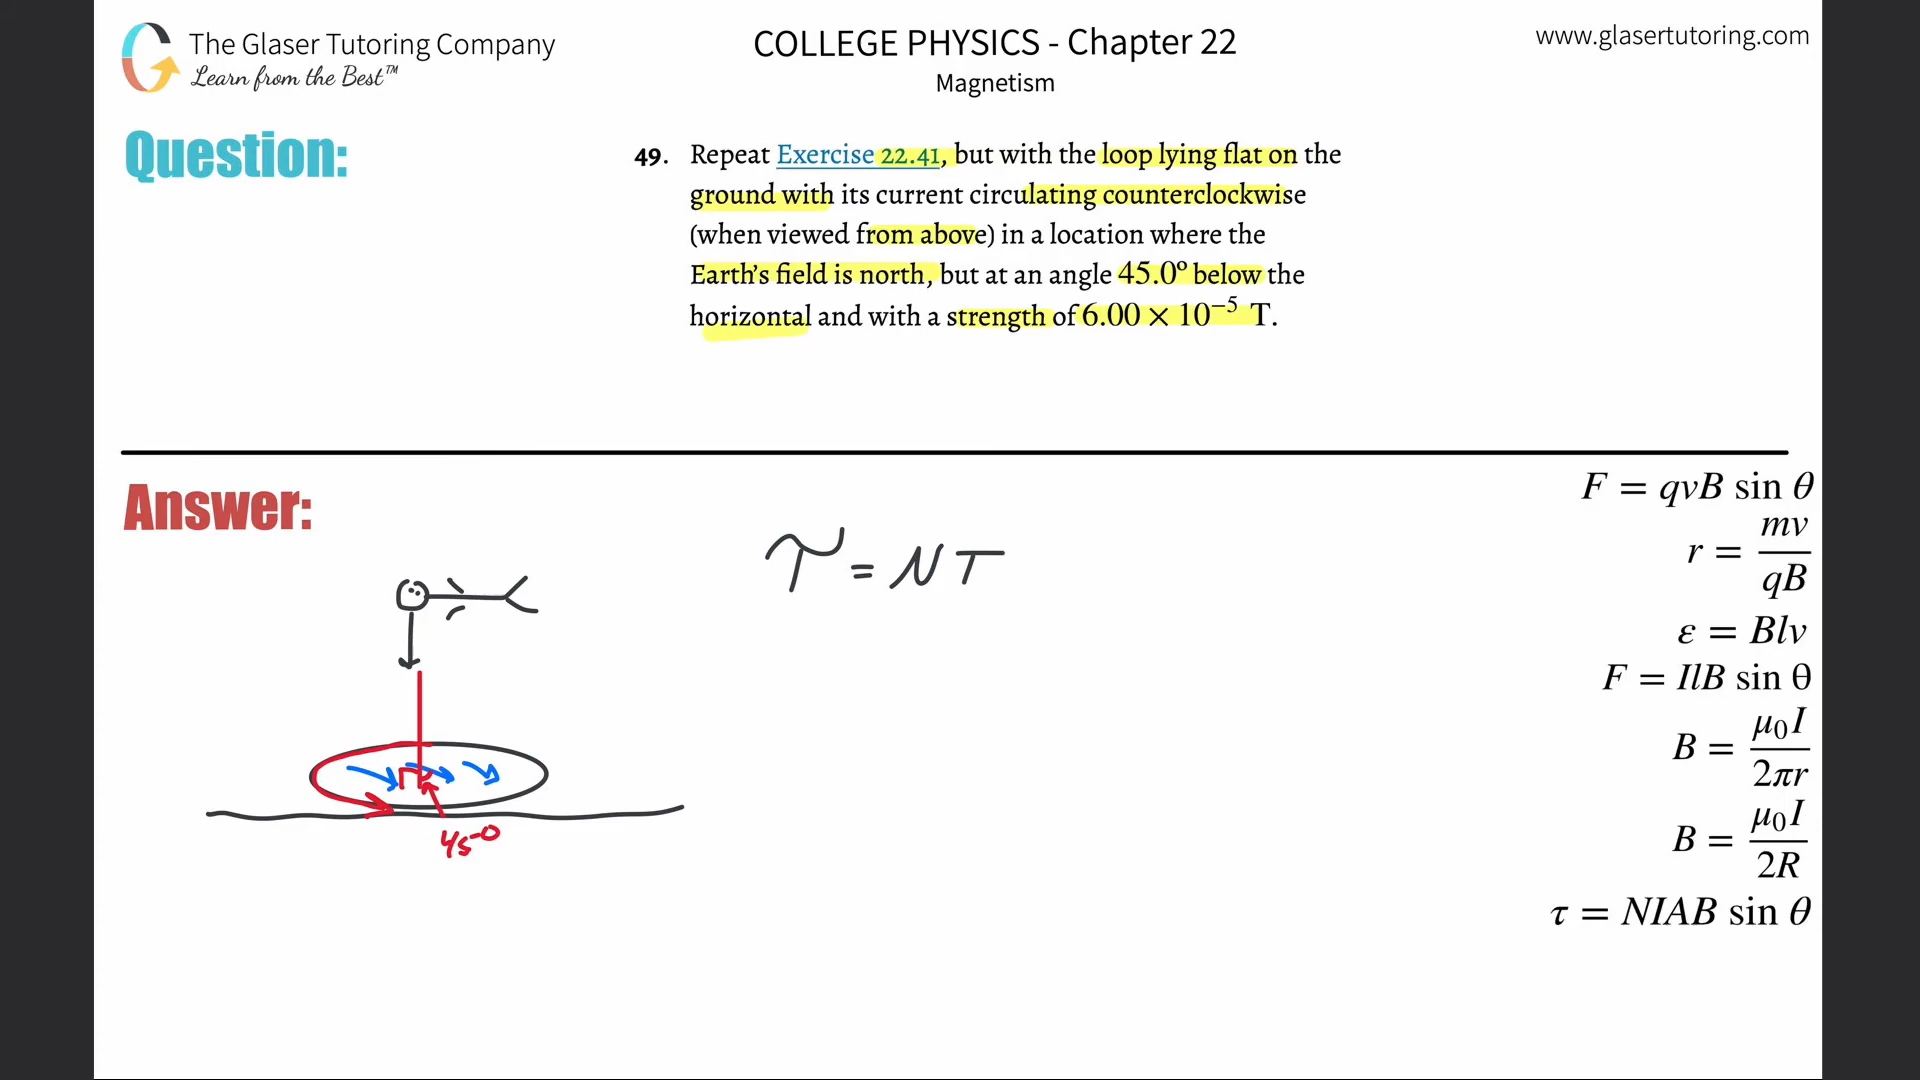 The Glaser Tutoring Company
Learn from the Best™
COLLEGE PHYSICS - Chapter 22
Magnetism
www.glasertutoring.com
Question:
49. Repeat Exercise 22.41, but with the loop lying flat on the
ground with its current circulating counterclockwise
(when viewed from above) in a location where the
Earth's field is north, but at an angle 45.0° below the
horizontal and with a strength of 6.00 × 10⁻⁵ T.
Answer:
τ = N T
45°
F = qvB sin θ
r = mv / qB
ε = Blv
F = IlB sin θ
B = μ₀I / 2πr
B = μ₀I / 2R
τ = NIAB sin θ